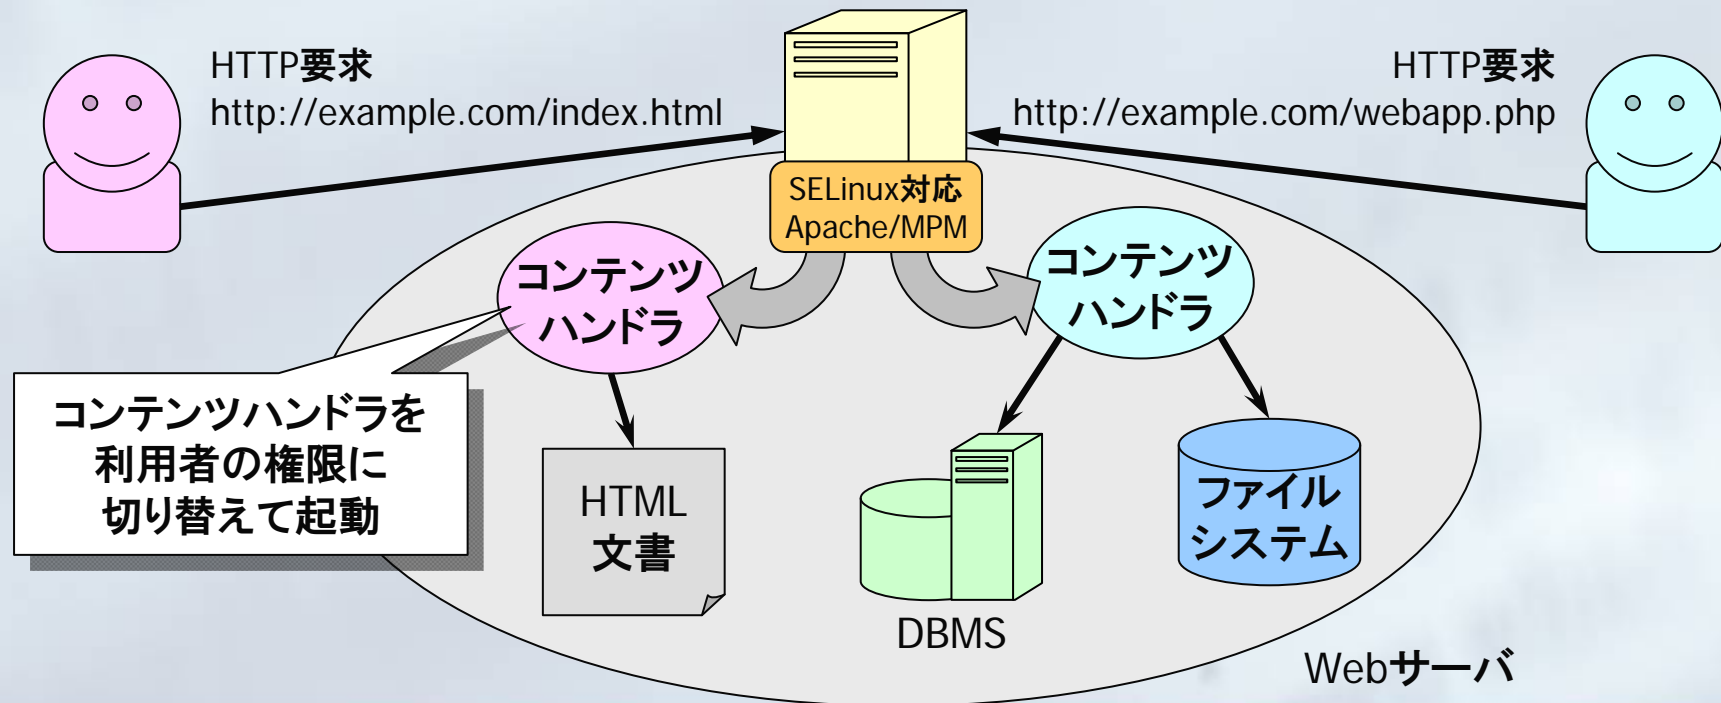 HTTP要求
http://example.com/index.html
HTTP要求
http://example.com/webapp.php
SELinux対応
Apache/MPM
コンテンツ
ハンドラ
コンテンツ
ハンドラ
コンテンツハンドラを
利用者の権限に
切り替えて起動
HTML
文書
DBMS
ファイル
システム
Webサーバ